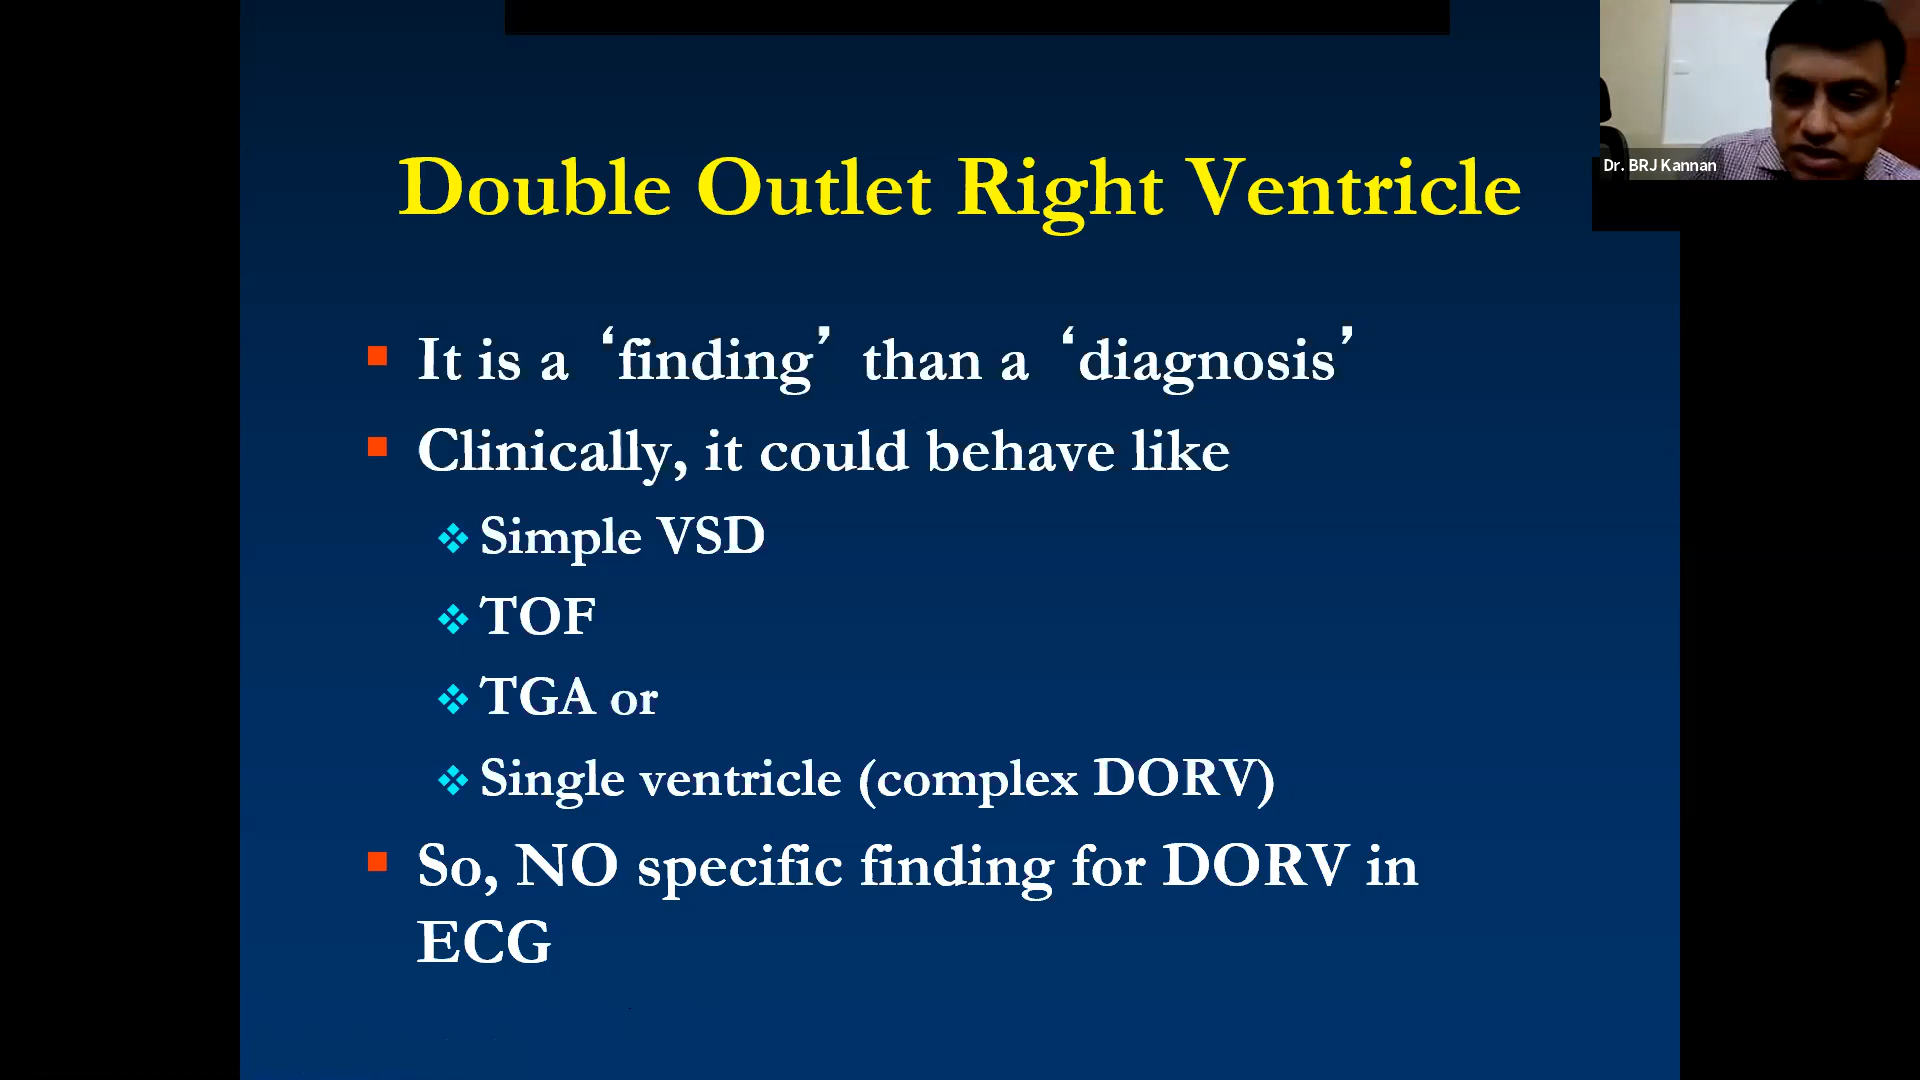 Dr. BRJ Kannan
Double Outlet Right Ventricle
It is a ‘finding’ than a ‘diagnosis’
Clinically, it could behave like
Simple VSD
TOF
TGA or
Single ventricle (complex DORV)
So, NO specific finding for DORV in
ECG